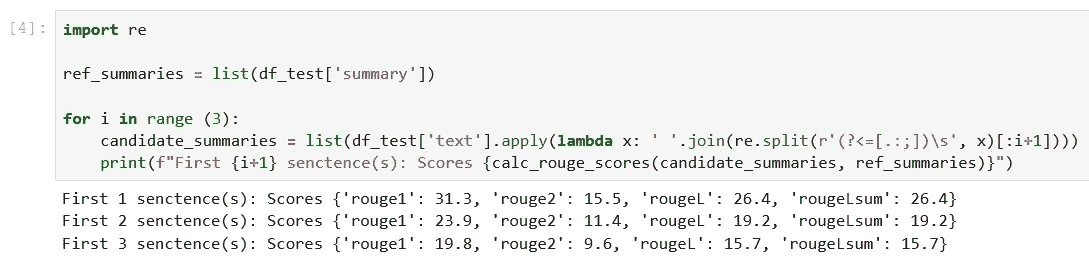 [4]: import re
ref_summaries = list(df_test['summary'])
for i in range (3):
candidate_summaries = list(df_test['text'].apply(lambda x: ' '.join(re.split(r'(?<=[.:;])\s', x)[:i+1])))
print(f"First {i+1} senctence(s): Scores {calc_rouge_scores(candidate_summaries, ref_summaries)}")
First 1 senctence(s): Scores {'rouge1': 31.3, 'rouge2': 15.5, 'rougeL': 26.4, 'rougeLsum': 26.4}
First 2 senctence(s): Scores {'rouge1': 23.9, 'rouge2': 11.4, 'rougeL': 19.2, 'rougeLsum': 19.2}
First 3 senctence(s): Scores {'rouge1': 19.8, 'rouge2': 9.6, 'rougeL': 15.7, 'rougeLsum': 15.7}